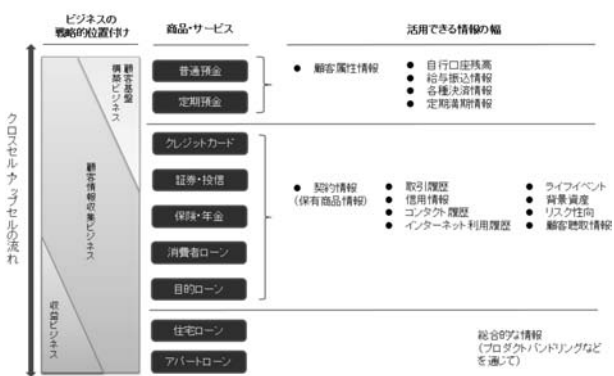 ビジネスの
戦略的位置付け
商品・サービス
活用できる情報の幅
クロスセル・アップセルの流れ
顧客基盤
構築ビジネス
顧客情報収集ビジネス
収益ビジネス
普通預金
定期預金
● 顧客属性情報
● 自行口座残高
● 給与振込情報
● 各種決済情報
● 定期満期情報
クレジットカード
証券・投信
保険・年金
消費者ローン
目的ローン
● 契約情報
(保有商品情報)
● 取引履歴
● 信用情報
● コンタクト履歴
● インターネット利用履歴
● ライフイベント
● 背景資産
● リスク性向
● 顧客聴取情報
住宅ローン
アパートローン
総合的な情報
(プロダクトバンドリングなど
を通じて)